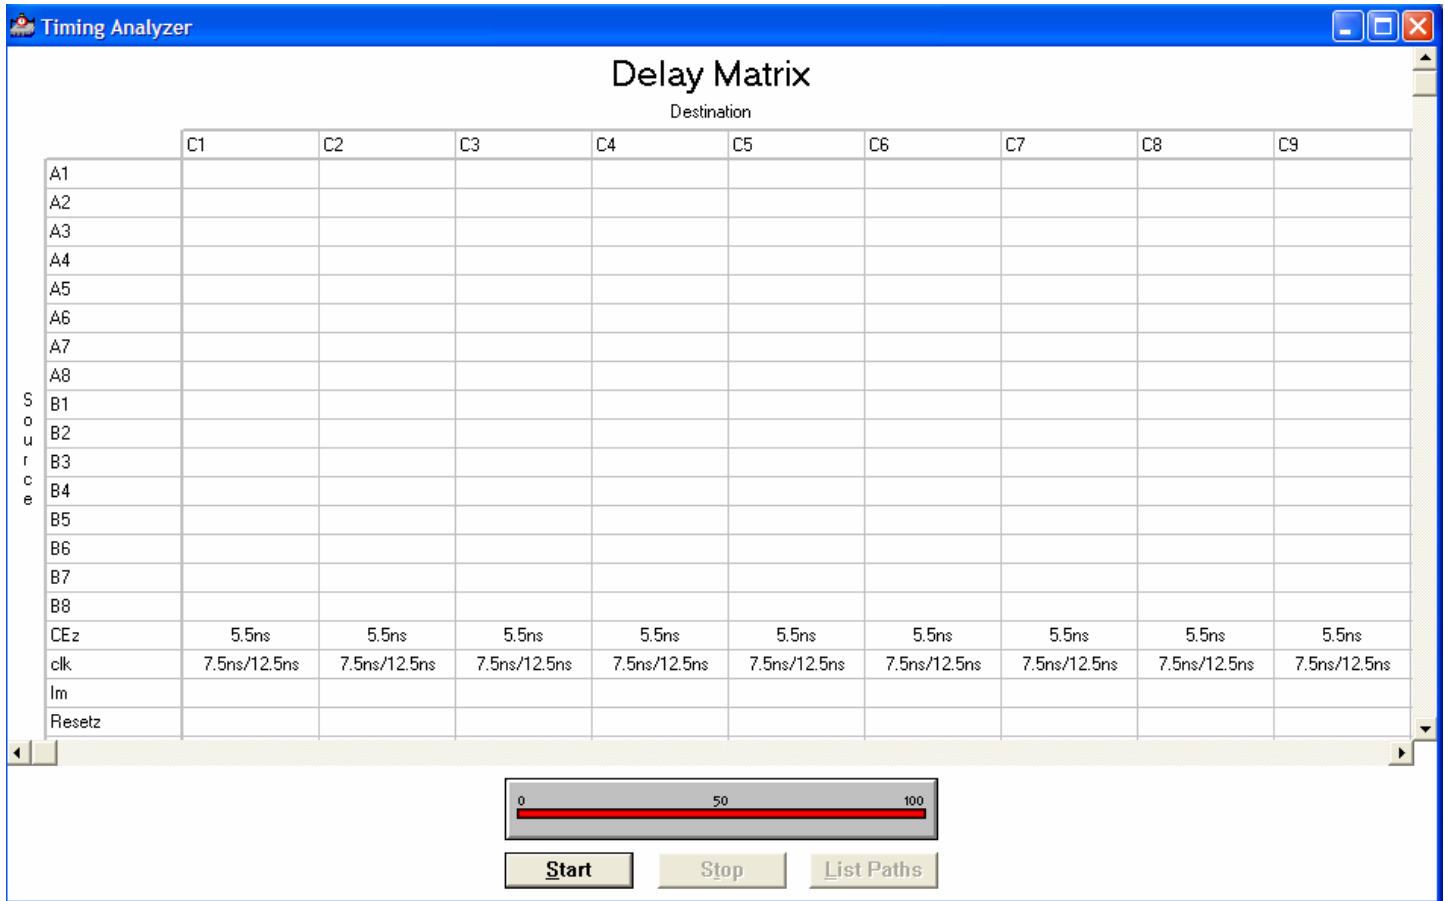 Timing Analyzer
Delay Matrix
Destination
C1 C2 C3 C4 C5 C6 C7 C8 C9
Source
A1
A2
A3
A4
A5
A6
A7
A8
B1
B2
B3
B4
B5
B6
B7
B8
CEz 5.5ns 5.5ns 5.5ns 5.5ns 5.5ns 5.5ns 5.5ns 5.5ns 5.5ns
clk 7.5ns/12.5ns 7.5ns/12.5ns 7.5ns/12.5ns 7.5ns/12.5ns 7.5ns/12.5ns 7.5ns/12.5ns 7.5ns/12.5ns 7.5ns/12.5ns 7.5ns/12.5ns
lm
Resetz
0 50 100
Start Stop List Paths